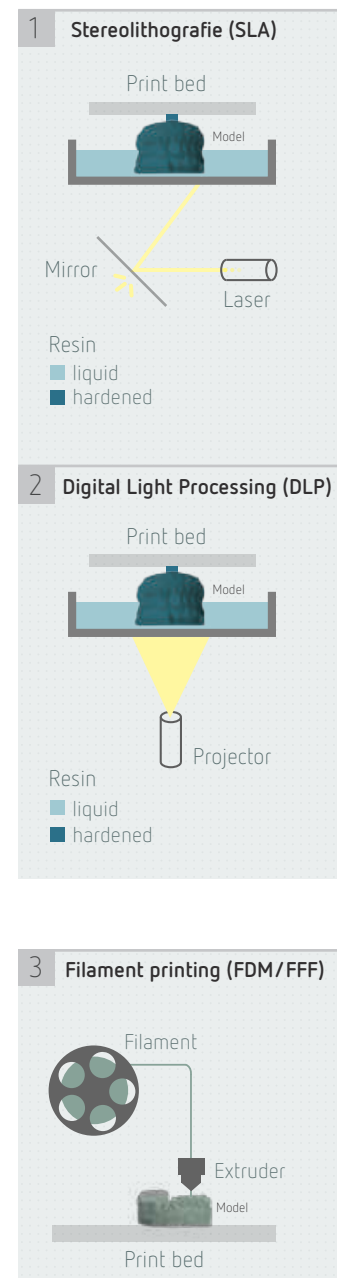 1 Stereolithografie (SLA)
Print bed
Model
Mirror
Laser
Resin
liquid
hardened
2 Digital Light Processing (DLP)
Print bed
Model
Projector
Resin
liquid
hardened
3 Filament printing (FDM/FFF)
Filament
Extruder
Model
Print bed